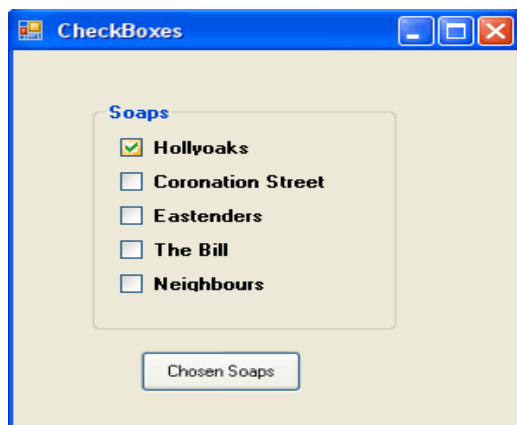 CheckBoxes
Soaps
Hollyoaks
Coronation Street
Eastenders
The Bill
Neighbours
Chosen Soaps